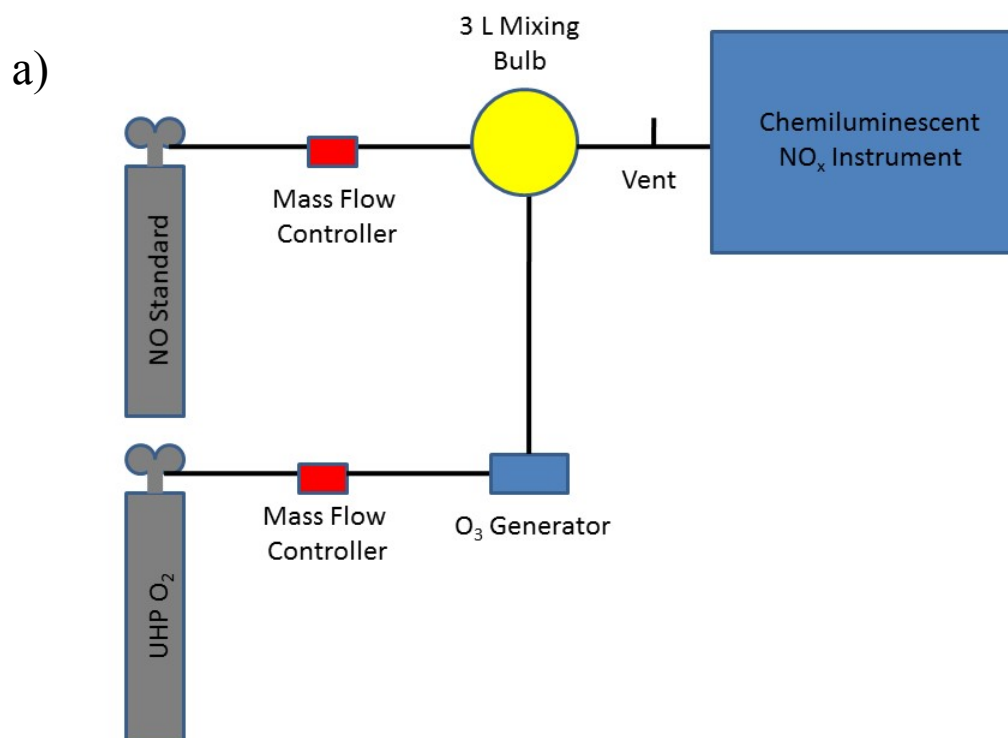 a)
3 L Mixing
Bulb
Chemiluminescent
NOₓ Instrument
Vent
Mass Flow
Controller
NO Standard
Mass Flow
Controller
O₃ Generator
UHP O₂